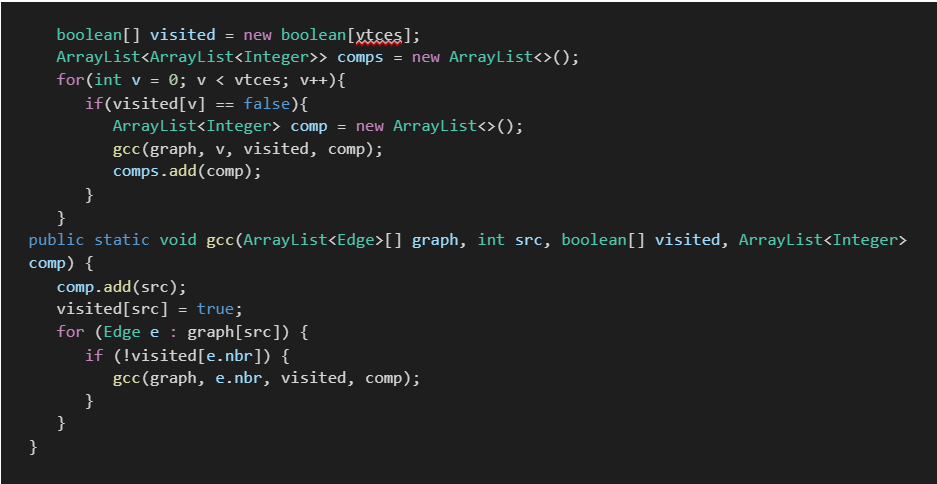 boolean[] visited = new boolean[vtces];
ArrayList<ArrayList<Integer>> comps = new ArrayList<>();
for(int v = 0; v < vtces; v++){
if(visited[v] == false){
ArrayList<Integer> comp = new ArrayList<>();
gcc(graph, v, visited, comp);
comps.add(comp);
}
}
public static void gcc(ArrayList<Edge>[] graph, int src, boolean[] visited, ArrayList<Integer>
comp) {
comp.add(src);
visited[src] = true;
for (Edge e : graph[src]) {
if (!visited[e.nbr]) {
gcc(graph, e.nbr, visited, comp);
}
}
}